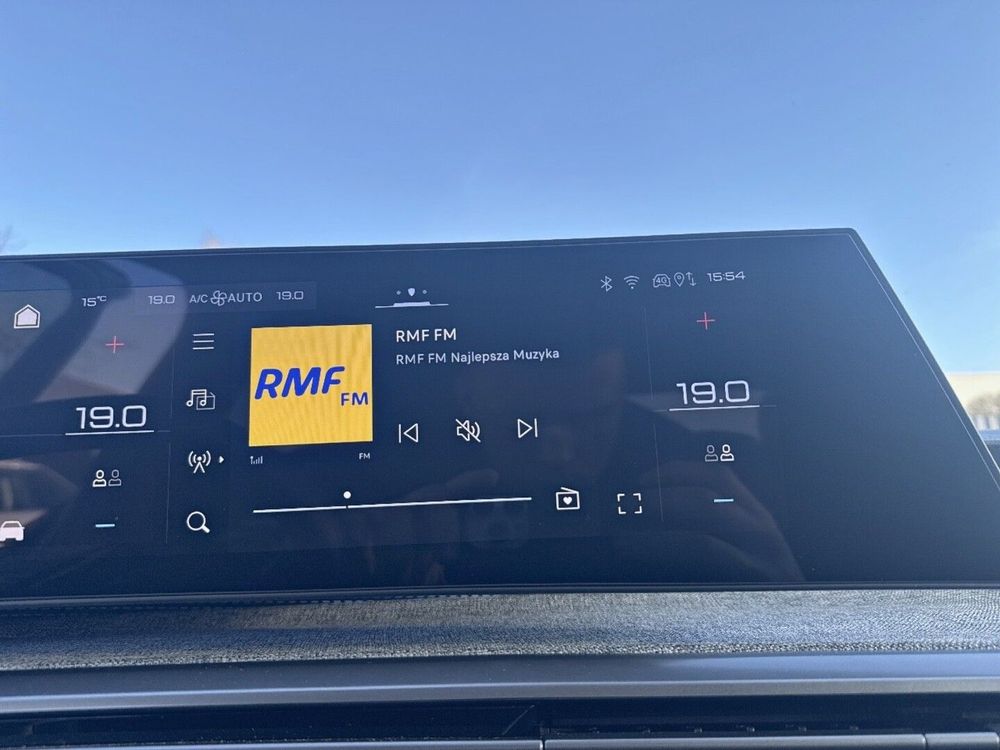 15°C 19.0 A/C AUTO 19.0
4G 15:54
RMF FM
RMF FM Najlepsza Muzyka
RMF
FM
19.0
19.0
FM